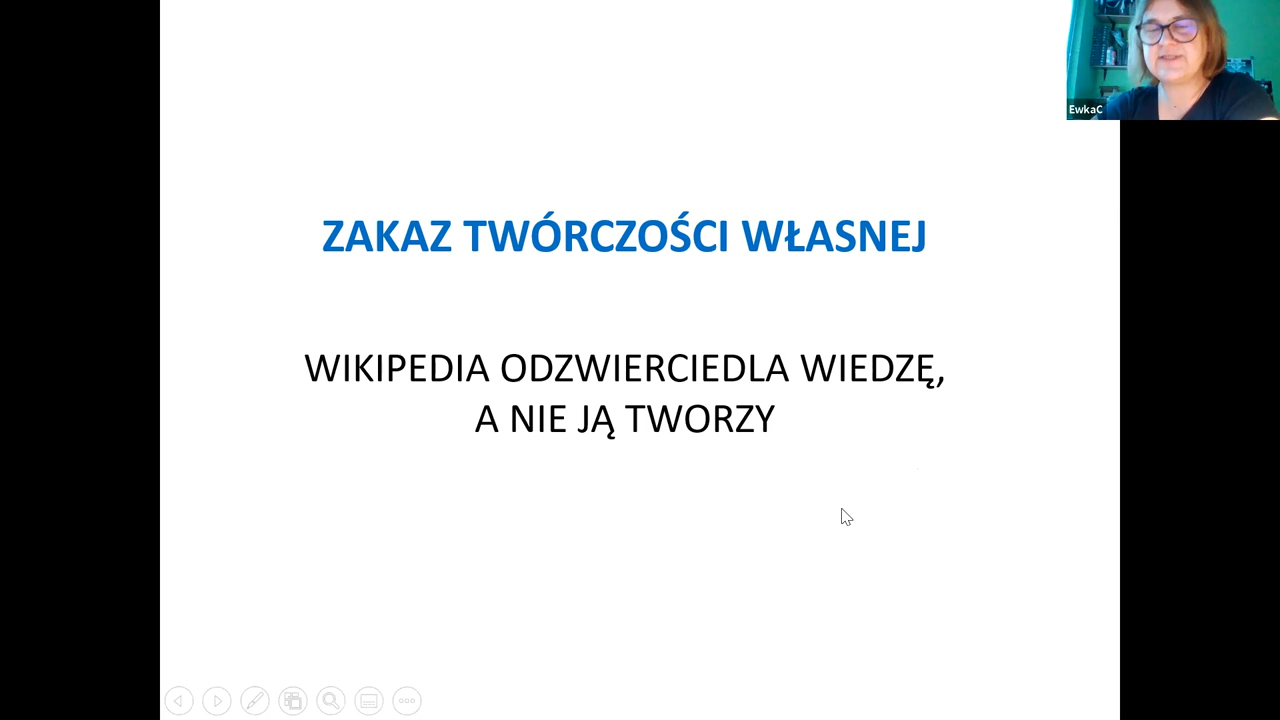 EwkaC
ZAKAZ TWÓRCZOŚCI WŁASNEJ
WIKIPEDIA ODZWIERCIEDLA WIEDZĘ,
A NIE JĄ TWORZY